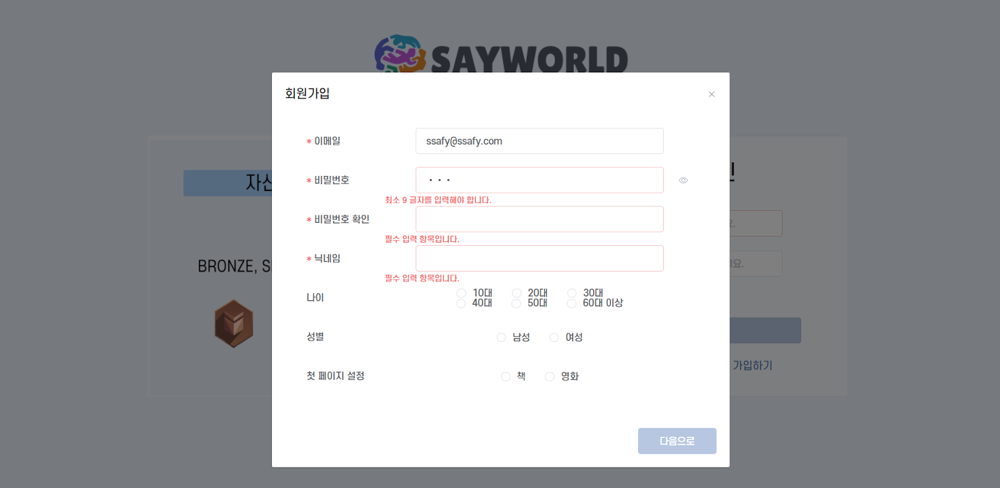 SAYWORLD
회원가입
* 이메일
ssafy@ssafy.com
* 비밀번호
최소 9 글자를 입력해야 합니다.
* 비밀번호 확인
필수 입력 항목입니다.
* 닉네임
필수 입력 항목입니다.
나이
10대 20대 30대
40대 50대 60대 이상
성별
남성 여성
첫 페이지 설정
책 영화
다음으로
자신
BRONZE, S
요.
가입하기